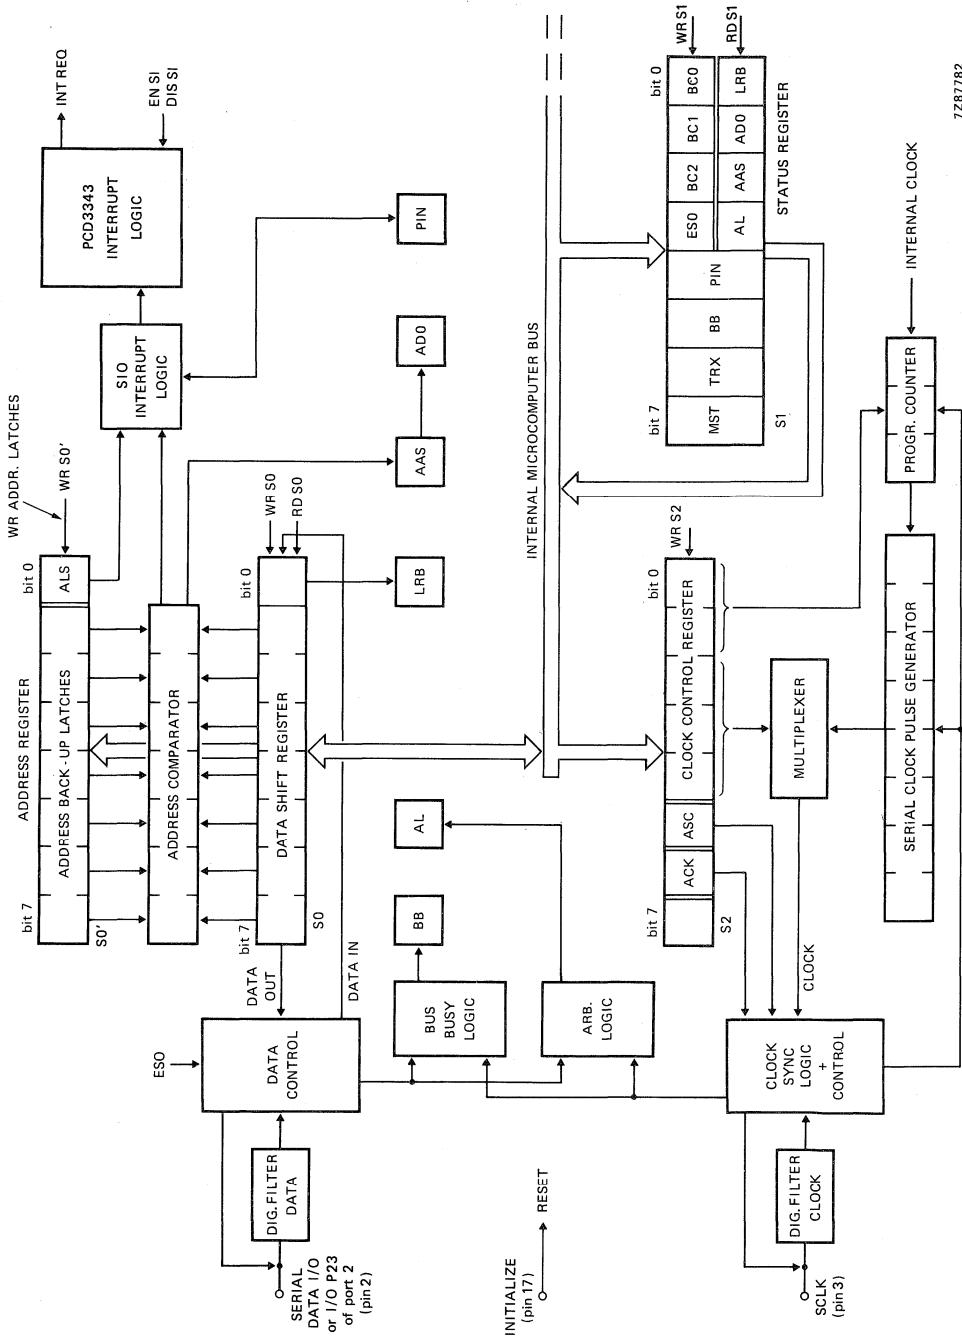 WR ADDR. LATCHES
WR S0'
ADDRESS REGISTER
bit 7
bit 0
ADDRESS BACK-UP LATCHES
ALS
S0'
ADDRESS COMPARATOR
SIO
INTERRUPT
LOGIC
PCD3343
INTERRUPT
LOGIC
INT REQ
EN SI
DIS SI
ESO
DATA
OUT
DATA
CONTROL
DATA IN
bit 7
bit 0
DATA SHIFT REGISTER
S0
WR S0
RD S0
DIG. FILTER
DATA
SERIAL
DATA I/O
or I/O P23
of port 2
(pin 2)
BUS
BUSY
LOGIC
BB
AL
LRB
AAS
AD0
PIN
ARB.
LOGIC
INITIALIZE
(pin 17)
RESET
INTERNAL MICROCOMPUTER BUS
bit 7
bit 0
MST
TRX
BB
PIN
ES0
BC2
BC1
BC0
WR S1
AL
AAS
AD0
LRB
RD S1
S1
STATUS REGISTER
bit 7
bit 0
ACK
ASC
CLOCK CONTROL REGISTER
WR S2
S2
MULTIPLEXER
CLOCK
CLOCK
SYNC
LOGIC
+
CONTROL
DIG. FILTER
CLOCK
SCLK
(pin 3)
SERIAL CLOCK PULSE GENERATOR
PROGR. COUNTER
INTERNAL CLOCK
7Z87782